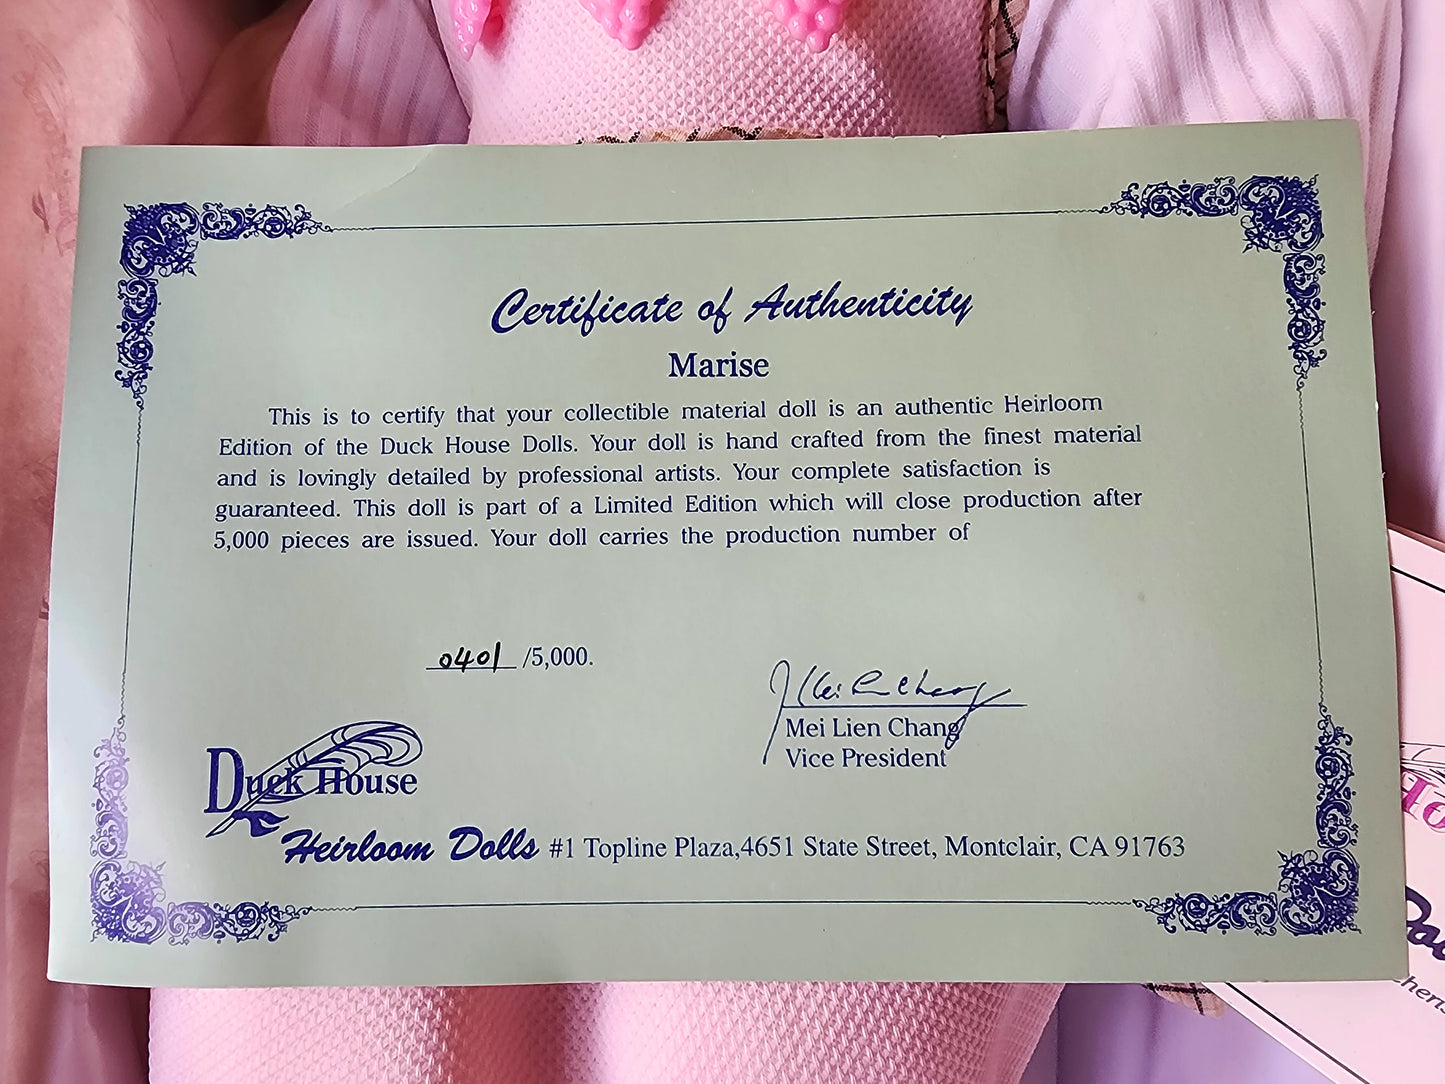 Certificate of Authenticity
Marise
This is to certify that your collectible material doll is an authentic Heirloom
Edition of the Duck House Dolls. Your doll is hand crafted from the finest material
and is lovingly detailed by professional artists. Your complete satisfaction is
guaranteed. This doll is part of a Limited Edition which will close production after
5,000 pieces are issued. Your doll carries the production number of
0401 /5,000.
Mei Lien Chang
Mei Lien Chang
Vice President
Duck House
Heirloom Dolls #1 Topline Plaza,4651 State Street, Montclair, CA 91763